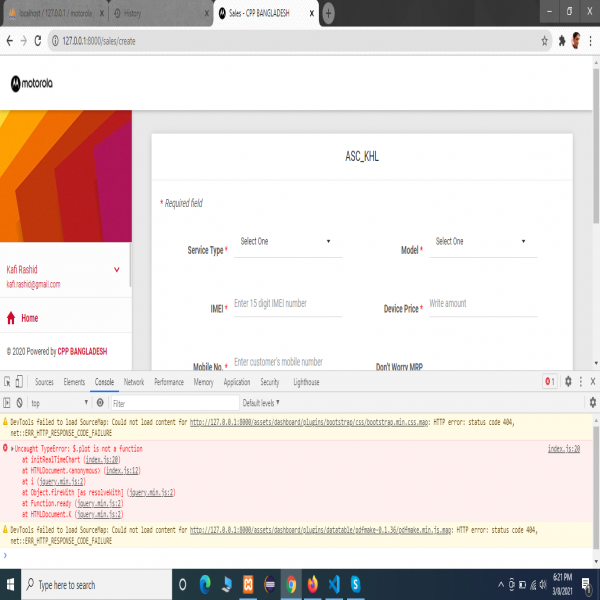 localhost / 127.0.0.1 / motorola
History
Sales - CPP BANGLADESH
127.0.0.1:8000/sales/create
motorola
ASC_KHL
* Required field
Service Type *
Select One
Model *
Select One
IMEI *
Enter 15 digit IMEI number
Device Price *
Write amount
Mobile No. *
Enter customer's mobile number
Don't Worry MRP
Kafi Rashid
kafi.rashid@gmail.com
Home
© 2020 Powered by CPP BANGLADESH
Sources Elements Console Network Performance Memory Application Security Lighthouse
1
top
Filter
Default levels
DevTools failed to load SourceMap: Could not load content for http://127.0.0.1:8000/assets/dashboard/plugins/bootstrap/css/bootstrap.min.css.map: HTTP error: status code 404,
net::ERR_HTTP_RESPONSE_CODE_FAILURE
Uncaught TypeError: $.plot is not a function
index.js:20
at initRealTimeChart (index.js:20)
at HTMLDocument.<anonymous> (index.js:12)
at i (jquery.min.js:2)
at Object.fireWith [as resolveWith] (jquery.min.js:2)
at Function.ready (jquery.min.js:2)
at HTMLDocument.K (jquery.min.js:2)
DevTools failed to load SourceMap: Could not load content for http://127.0.0.1:8000/assets/dashboard/plugins/datatable/pdfmake-0.1.36/pdfmake.min.js.map: HTTP error: status code 404,
net::ERR_HTTP_RESPONSE_CODE_FAILURE
Type here to search
6:21 PM
3/8/2021